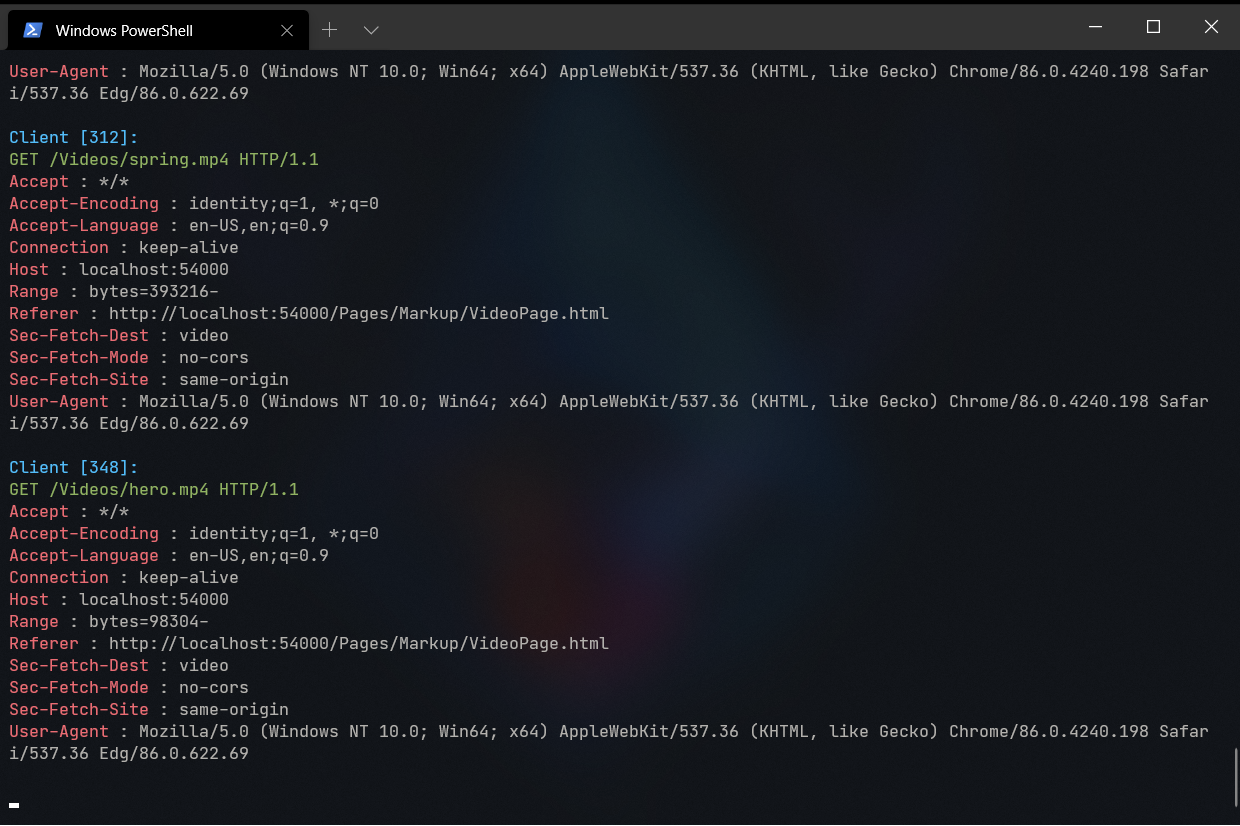 Windows PowerShell
User-Agent : Mozilla/5.0 (Windows NT 10.0; Win64; x64) AppleWebKit/537.36 (KHTML, like Gecko) Chrome/86.0.4240.198 Safar
i/537.36 Edg/86.0.622.69
Client [312]:
GET /Videos/spring.mp4 HTTP/1.1
Accept : */*
Accept-Encoding : identity;q=1, *;q=0
Accept-Language : en-US,en;q=0.9
Connection : keep-alive
Host : localhost:54000
Range : bytes=393216-
Referer : http://localhost:54000/Pages/Markup/VideoPage.html
Sec-Fetch-Dest : video
Sec-Fetch-Mode : no-cors
Sec-Fetch-Site : same-origin
User-Agent : Mozilla/5.0 (Windows NT 10.0; Win64; x64) AppleWebKit/537.36 (KHTML, like Gecko) Chrome/86.0.4240.198 Safar
i/537.36 Edg/86.0.622.69
Client [348]:
GET /Videos/hero.mp4 HTTP/1.1
Accept : */*
Accept-Encoding : identity;q=1, *;q=0
Accept-Language : en-US,en;q=0.9
Connection : keep-alive
Host : localhost:54000
Range : bytes=98304-
Referer : http://localhost:54000/Pages/Markup/VideoPage.html
Sec-Fetch-Dest : video
Sec-Fetch-Mode : no-cors
Sec-Fetch-Site : same-origin
User-Agent : Mozilla/5.0 (Windows NT 10.0; Win64; x64) AppleWebKit/537.36 (KHTML, like Gecko) Chrome/86.0.4240.198 Safar
i/537.36 Edg/86.0.622.69